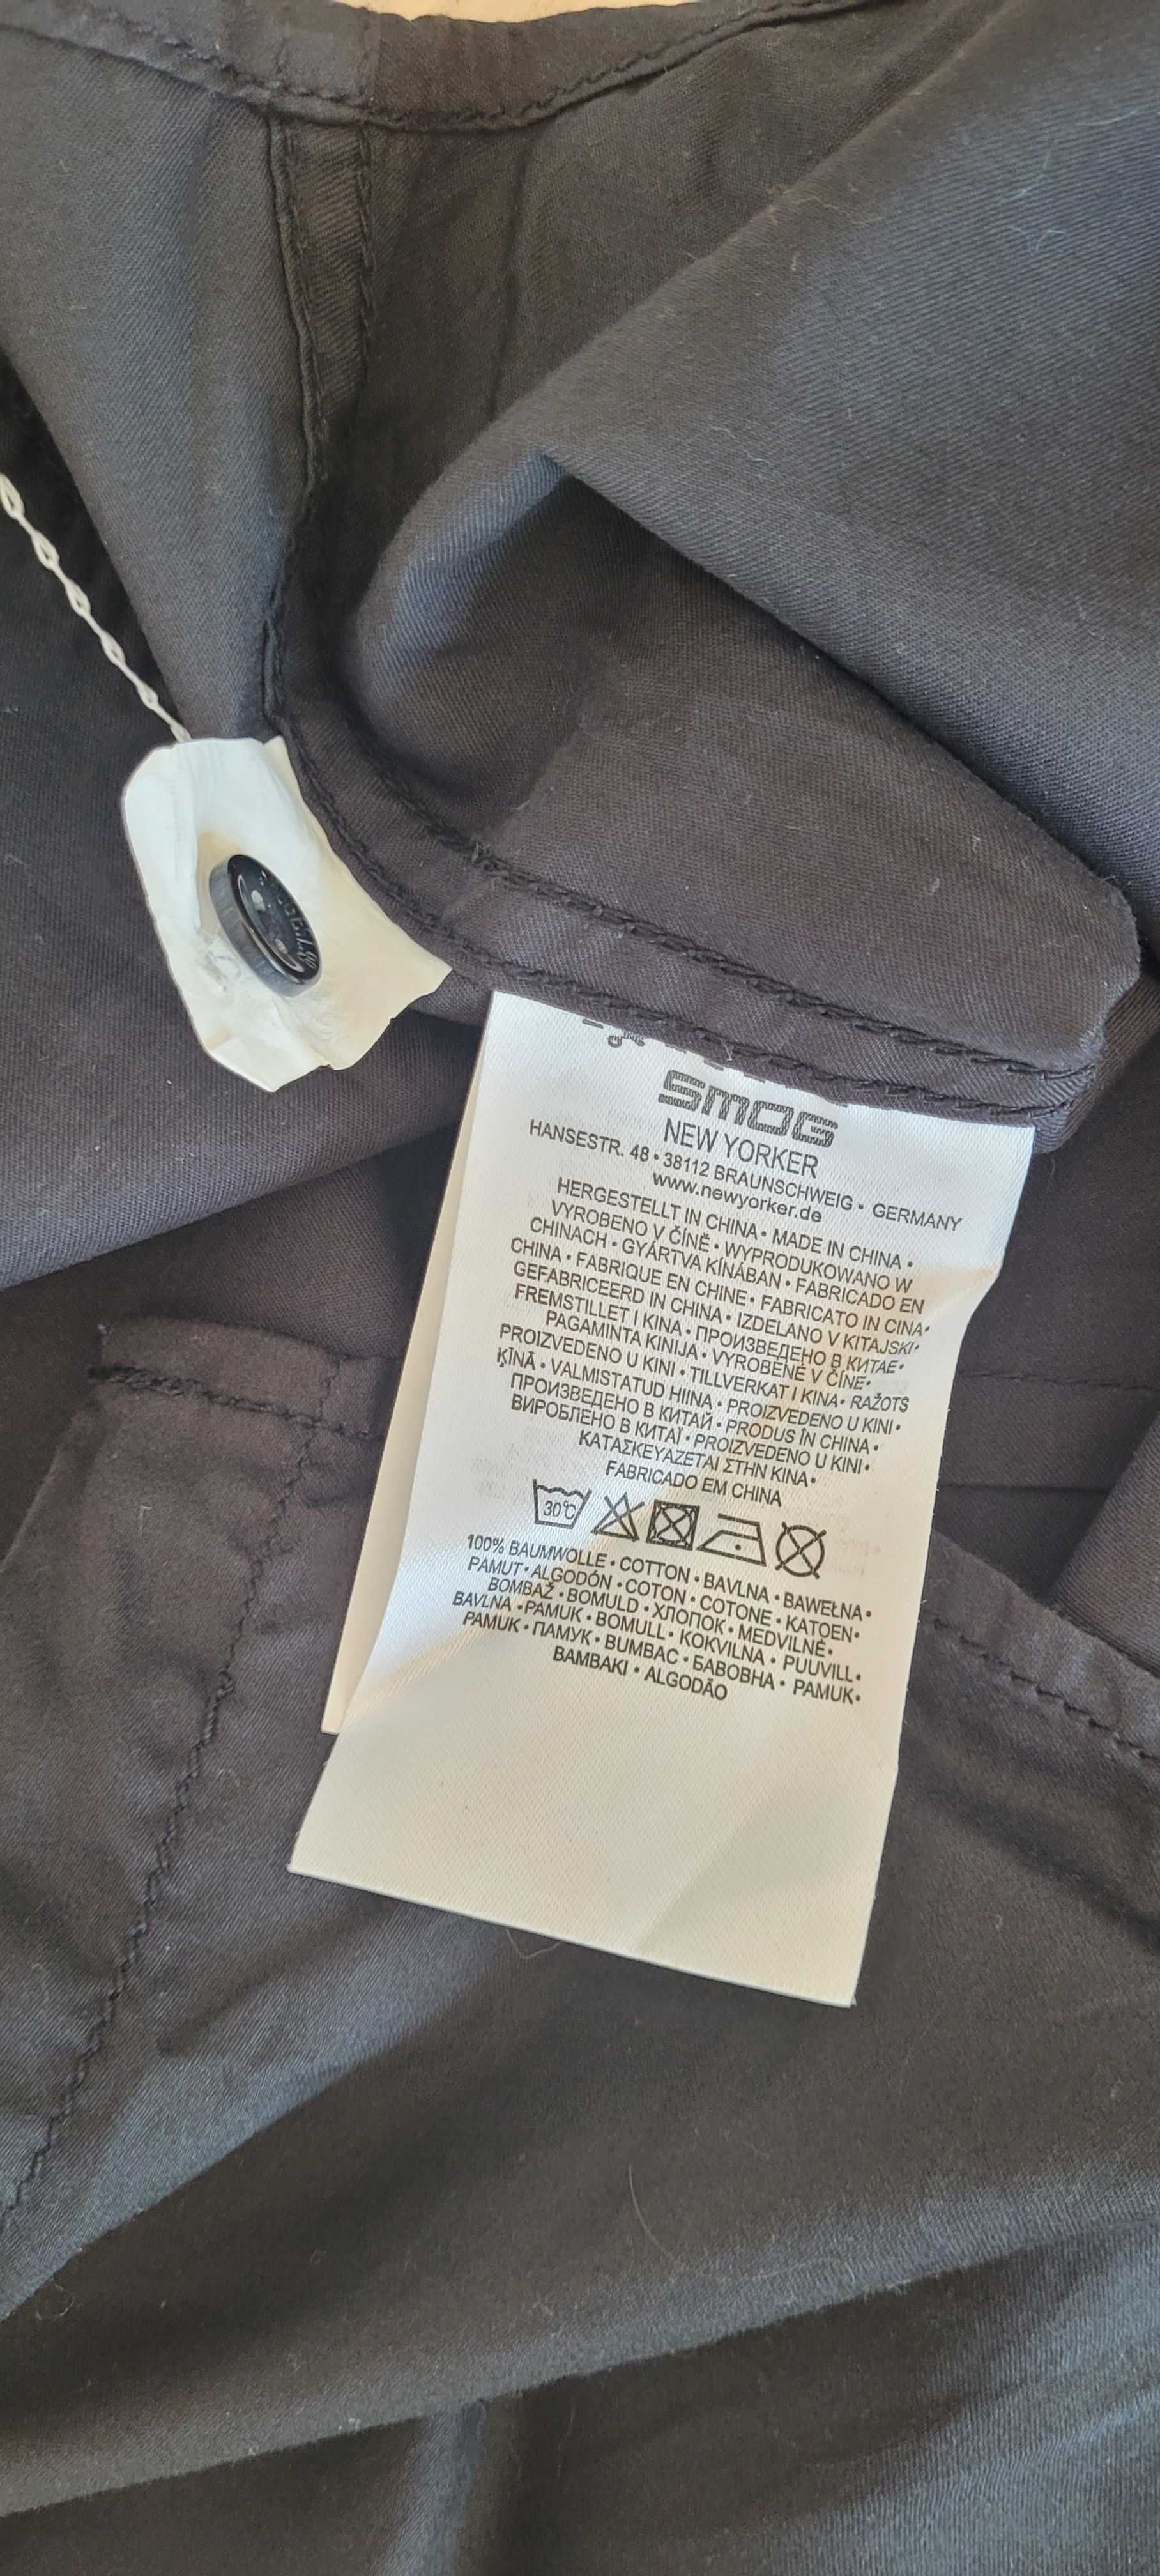 SMOG
NEW YORKER
HANSESTR. 48 • 38112 BRAUNSCHWEIG • GERMANY
www.newyorker.de
HERGESTELLT IN CHINA • MADE IN CHINA •
VYROBENO V ČÍNĚ • WYPRODUKOWANO W
CHINACH • GYÁRTVA KÍNÁBAN • FABRICADO EN
CHINA • FABRIQUE EN CHINE • FABRICATO IN CINA •
GEFABRICEERD IN CHINA • IZDELANO V KITAJSKI •
FREMSTILLET I KINA • ПРОИЗВЕДЕНО В КИТАЕ •
PAGAMINTA KINIJA • VYROBENÉ V ČÍNE •
PROIZVEDENO U KINI • TILLVERKAT I KINA • RAŽOTS
ĶĪNĀ • VALMISTATUD HIINA • PROIZVEDENO U KINI •
ПРОИЗВЕДЕНО В КИТАЙ • PRODUS ÎN CHINA •
ВИРОБЛЕНО В КИТАЇ • PROIZVEDENO U KINI •
ΚΑΤΑΣΚΕΥΑΖΕΤΑΙ ΣΤΗΝ ΚΙΝΑ •
FABRICADO EM CHINA
30°C
100% BAUMWOLLE • COTTON • BAVLNA • BAWEŁNA •
PAMUT • ALGODÓN • COTON • COTONE • KATOEN •
BOMBAŽ • BOMULD • ХЛОПОК • MEDVILNĖ •
BAVLNA • PAMUK • BOMULL • KOKVILNA • PUUVILL •
PAMUK • ПАМУК • BUMBAC • БАВОВНА • PAMUK •
BAMBAKI • ALGODÃO